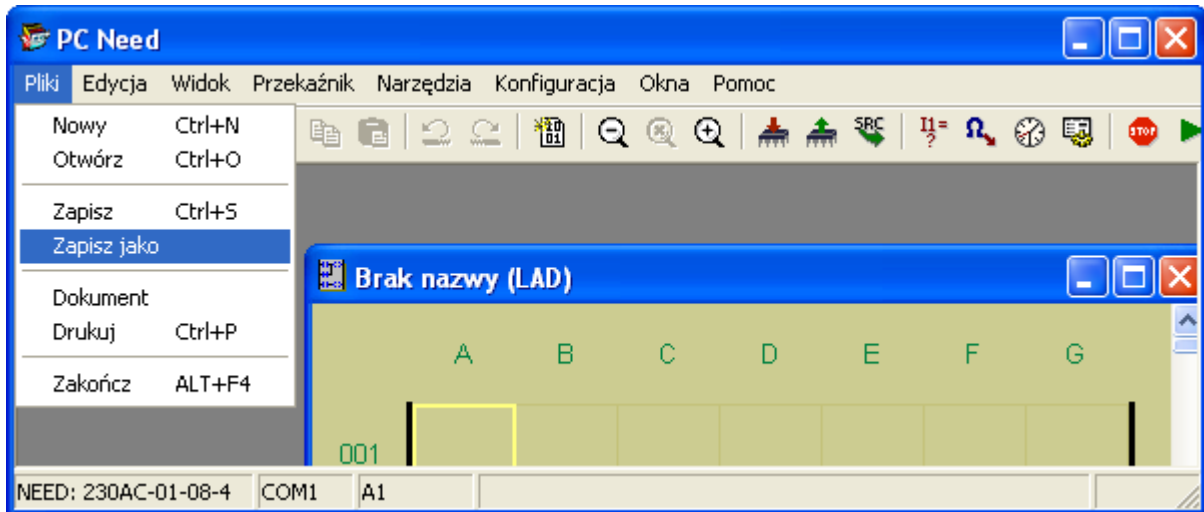 PC Need
Pliki Edycja Widok Przekaźnik Narzędzia Konfiguracja Okna Pomoc
Nowy Ctrl+N
Otwórz Ctrl+O
Zapisz Ctrl+S
Zapisz jako
Dokument
Drukuj Ctrl+P
Zakończ ALT+F4
SRC I1= ? Ω STOP
Brak nazwy (LAD)
A B C D E F G
001
NEED: 230AC-01-08-4 COM1 A1